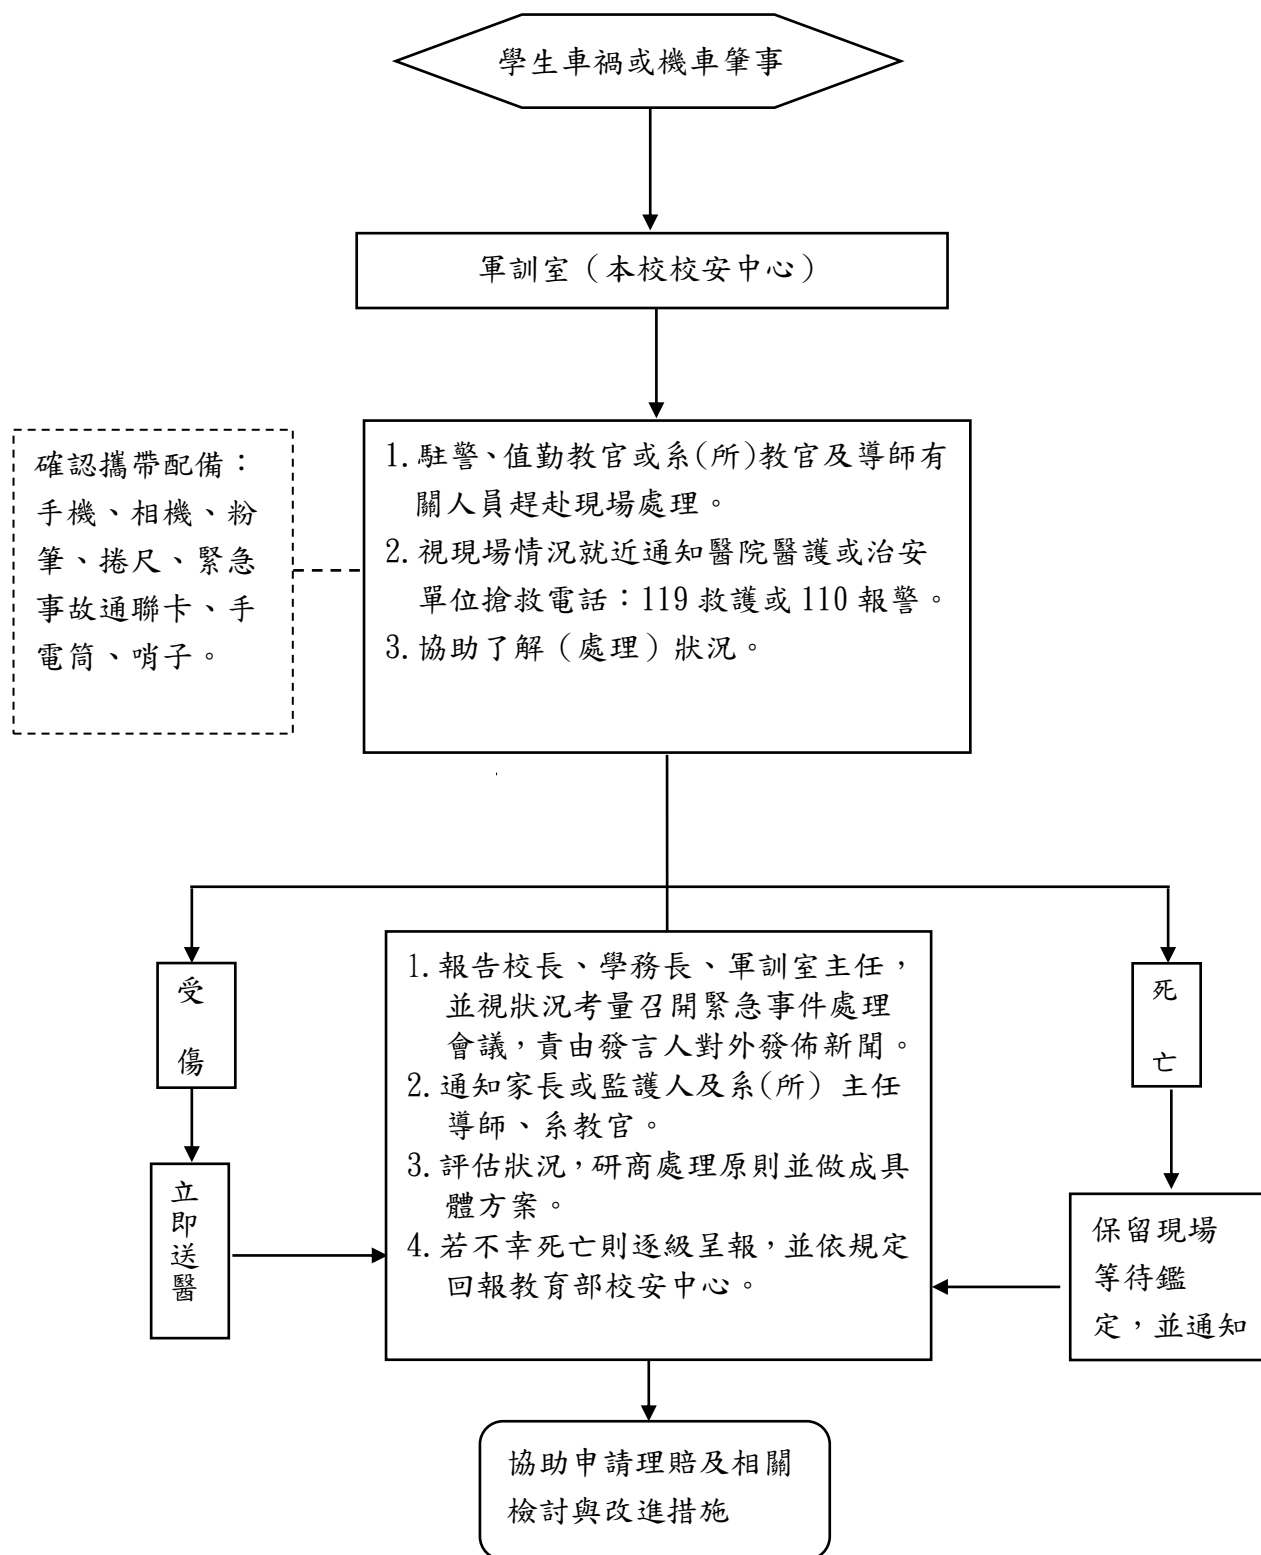 學生車禍或機車肇事
軍訓室（本校校安中心）
確認攜帶配備：
手機、相機、粉
筆、捲尺、緊急
事故通聯卡、手
電筒、哨子。
1.駐警、值勤教官或系(所)教官及導師有
關人員趕赴現場處理。
2.視現場情況就近通知醫院醫護或治安
單位搶救電話：119 救護或 110 報警。
3.協助了解（處理）狀況。
受
傷
立
即
送
醫
1.報告校長、學務長、軍訓室主任，
並視狀況考量召開緊急事件處理
會議，責由發言人對外發佈新聞。
2.通知家長或監護人及系(所) 主任
導師、系教官。
3.評估狀況，研商處理原則並做成具
體方案。
4.若不幸死亡則逐級呈報，並依規定
回報教育部校安中心。
死
亡
保留現場
等待鑑
定，並通知
協助申請理賠及相關
檢討與改進措施